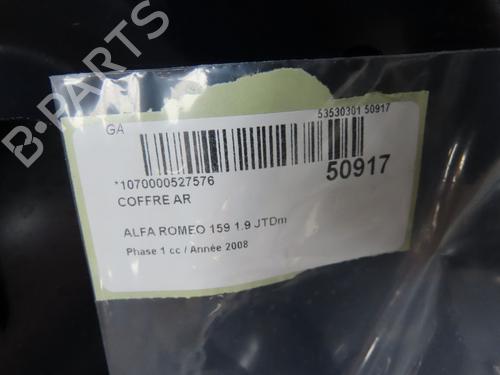 B-PARTS
GA
53530301 50917
*1070000527576
50917
COFFRE AR
ALFA ROMEO 159 1.9 JTDm
Phase 1 cc / Année 2008